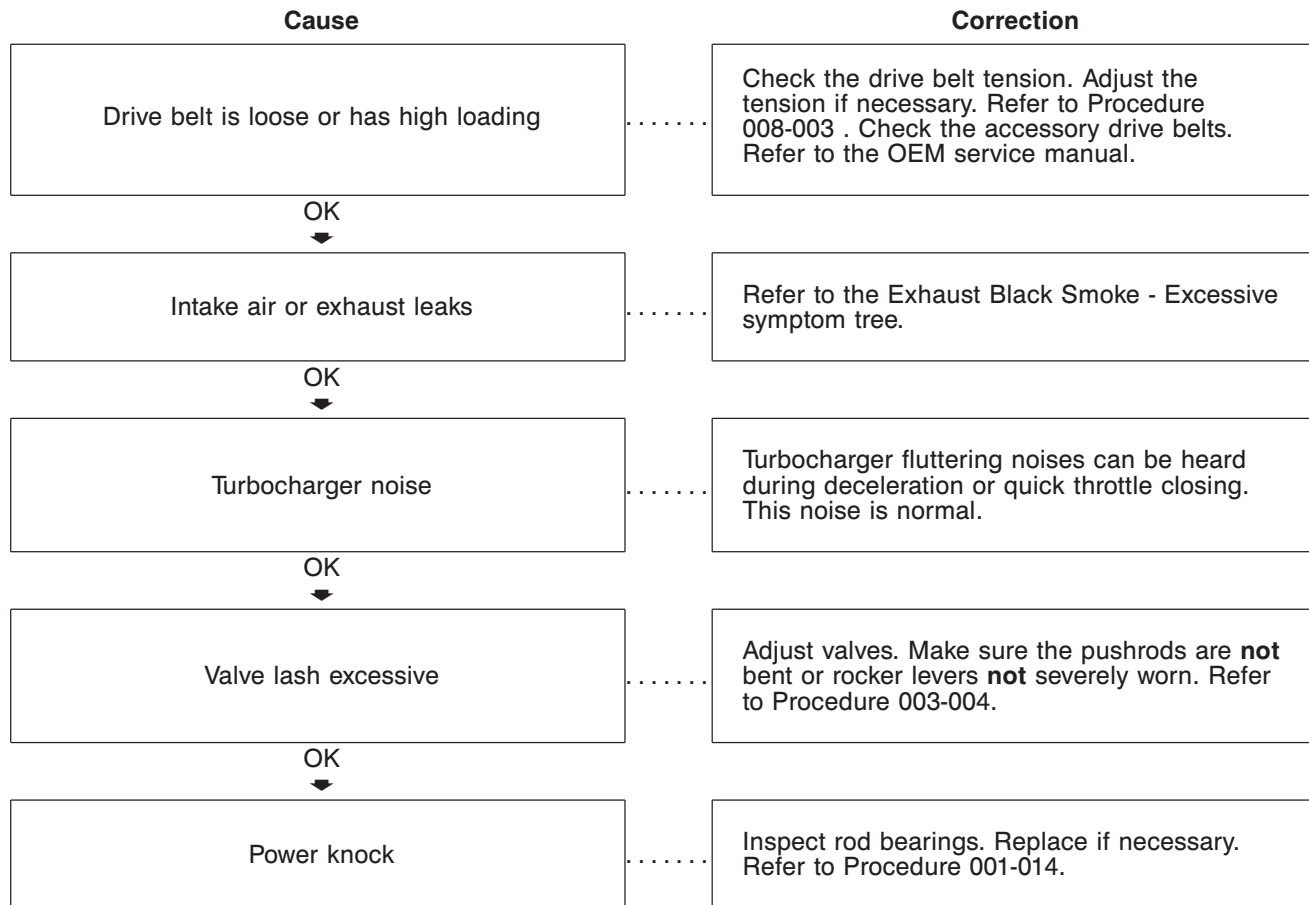 Cause
Correction
Drive belt is loose or has high loading
.......
Check the drive belt tension. Adjust the
tension if necessary. Refer to Procedure
008-003 . Check the accessory drive belts.
Refer to the OEM service manual.
OK
Intake air or exhaust leaks
.......
Refer to the Exhaust Black Smoke - Excessive
symptom tree.
OK
Turbocharger noise
.......
Turbocharger fluttering noises can be heard
during deceleration or quick throttle closing.
This noise is normal.
OK
Valve lash excessive
.......
Adjust valves. Make sure the pushrods are not
bent or rocker levers not severely worn. Refer
to Procedure 003-004.
OK
Power knock
.......
Inspect rod bearings. Replace if necessary.
Refer to Procedure 001-014.